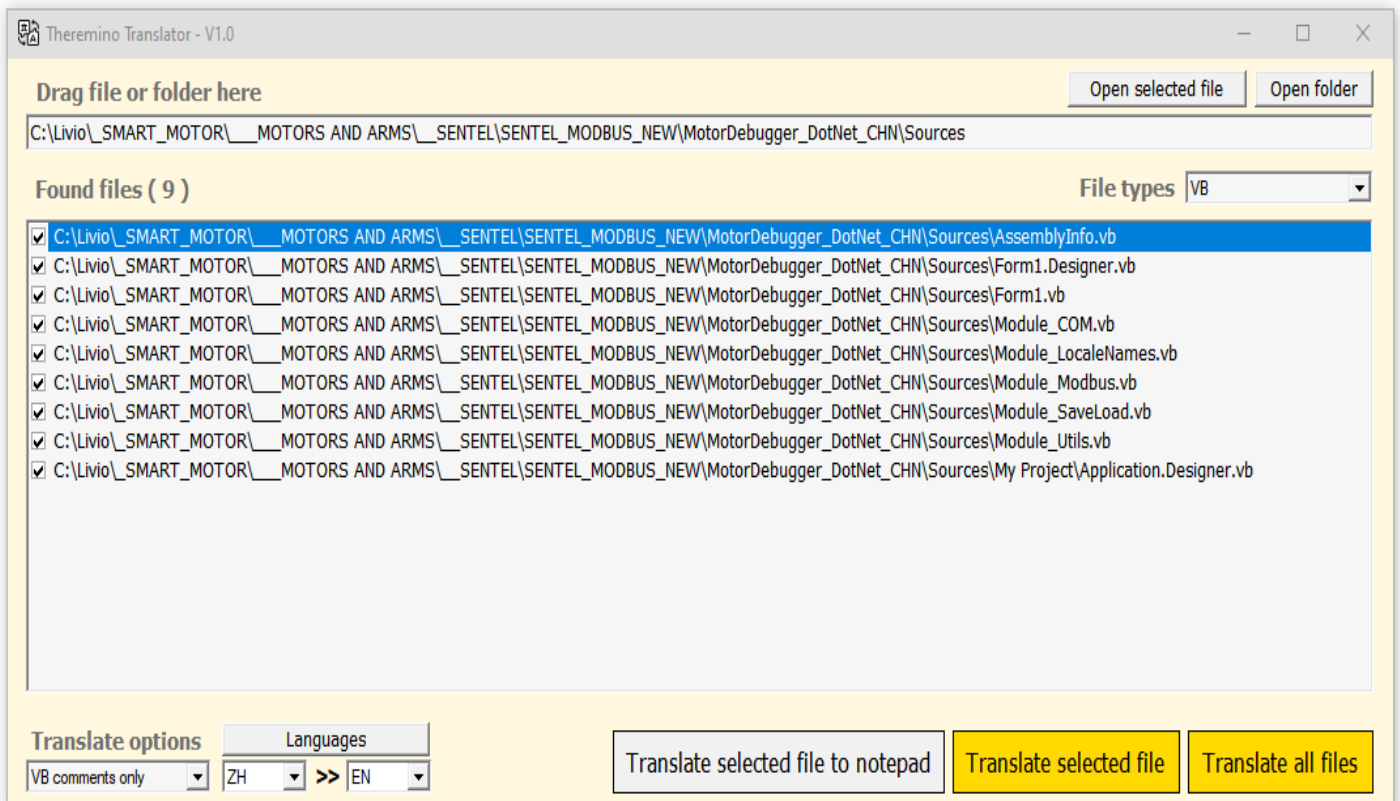 Theremino Translator - V1.0
Drag file or folder here
Open selected file
Open folder
C:\Livio\_SMART_MOTOR\___MOTORS AND ARMS\__SENTEL\SENTEL_MODBUS_NEW\MotorDebugger_DotNet_CHN\Sources
Found files ( 9 )
File types VB
C:\Livio\_SMART_MOTOR\___MOTORS AND ARMS\__SENTEL\SENTEL_MODBUS_NEW\MotorDebugger_DotNet_CHN\Sources\AssemblyInfo.vb
C:\Livio\_SMART_MOTOR\___MOTORS AND ARMS\__SENTEL\SENTEL_MODBUS_NEW\MotorDebugger_DotNet_CHN\Sources\Form1.Designer.vb
C:\Livio\_SMART_MOTOR\___MOTORS AND ARMS\__SENTEL\SENTEL_MODBUS_NEW\MotorDebugger_DotNet_CHN\Sources\Form1.vb
C:\Livio\_SMART_MOTOR\___MOTORS AND ARMS\__SENTEL\SENTEL_MODBUS_NEW\MotorDebugger_DotNet_CHN\Sources\Module_COM.vb
C:\Livio\_SMART_MOTOR\___MOTORS AND ARMS\__SENTEL\SENTEL_MODBUS_NEW\MotorDebugger_DotNet_CHN\Sources\Module_LocaleNames.vb
C:\Livio\_SMART_MOTOR\___MOTORS AND ARMS\__SENTEL\SENTEL_MODBUS_NEW\MotorDebugger_DotNet_CHN\Sources\Module_Modbus.vb
C:\Livio\_SMART_MOTOR\___MOTORS AND ARMS\__SENTEL\SENTEL_MODBUS_NEW\MotorDebugger_DotNet_CHN\Sources\Module_SaveLoad.vb
C:\Livio\_SMART_MOTOR\___MOTORS AND ARMS\__SENTEL\SENTEL_MODBUS_NEW\MotorDebugger_DotNet_CHN\Sources\Module_Utils.vb
C:\Livio\_SMART_MOTOR\___MOTORS AND ARMS\__SENTEL\SENTEL_MODBUS_NEW\MotorDebugger_DotNet_CHN\Sources\My Project\Application.Designer.vb
Translate options
Languages
VB comments only
ZH >> EN
Translate selected file to notepad
Translate selected file
Translate all files